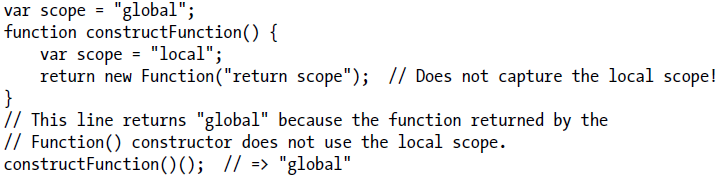 var scope = "global";
function constructFunction() {
    var scope = "local";
    return new Function("return scope");  // Does not capture the local scope!
}
// This line returns "global" because the function returned by the
// Function() constructor does not use the local scope.
constructFunction()();  // => "global"